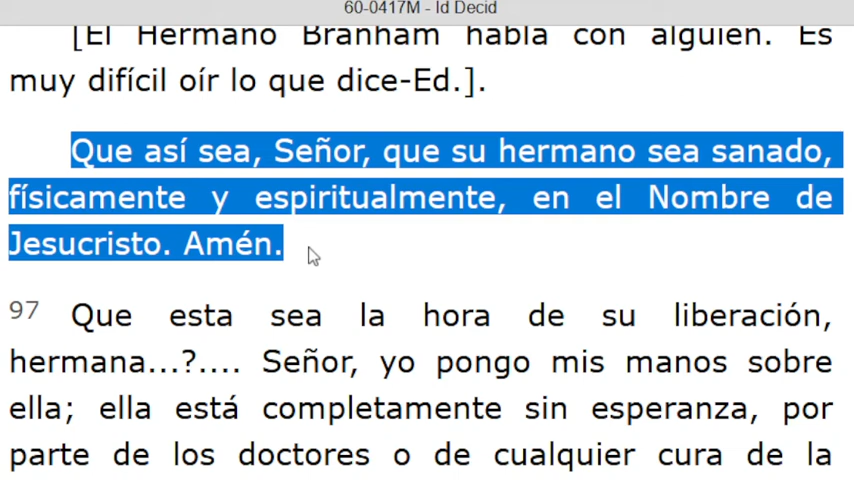 60-0417M - Id Decid
[El Hermano Branham habla con alguien. Es
muy difícil oír lo que dice-Ed.].
Que así sea, Señor, que su hermano sea sanado,
físicamente y espiritualmente, en el Nombre de
Jesucristo. Amén.
97 Que esta sea la hora de su liberación,
hermana...?.... Señor, yo pongo mis manos sobre
ella; ella está completamente sin esperanza, por
parte de los doctores o de cualquier cura de la